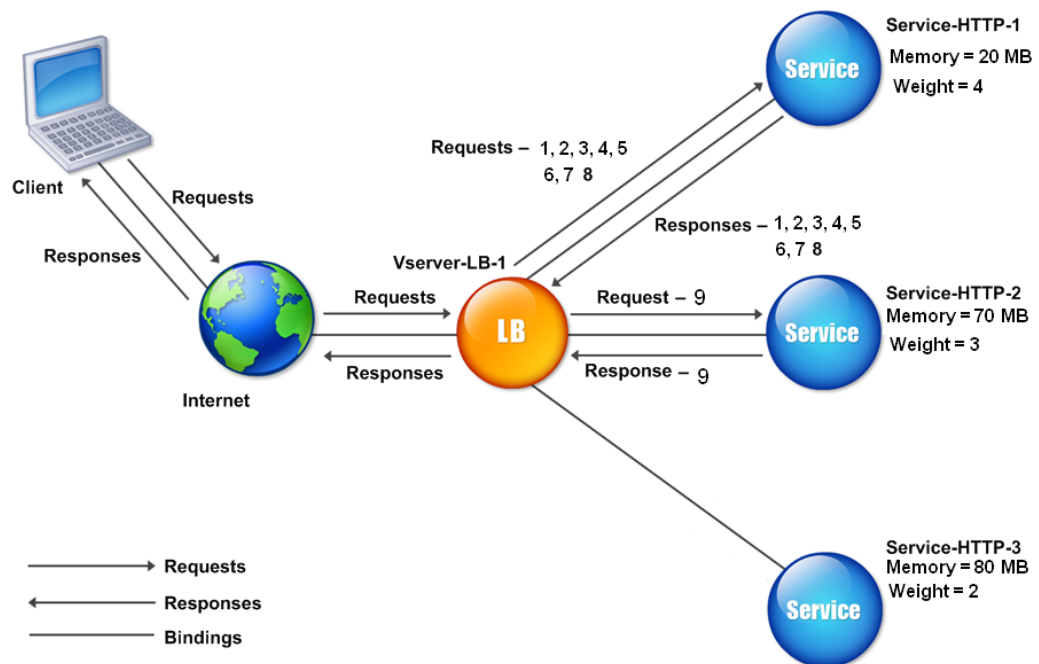 Service-HTTP-1
Memory = 20 MB
Weight = 4
Service
Requests – 1, 2, 3, 4, 5
6, 7 8
Client
Requests
Responses
Responses – 1, 2, 3, 4, 5
6, 7 8
Vserver-LB-1
Requests
LB
Request – 9
Service
Service-HTTP-2
Memory = 70 MB
Weight = 3
Responses
Response – 9
Internet
Service-HTTP-3
Memory = 80 MB
Weight = 2
Service
Requests
Responses
Bindings